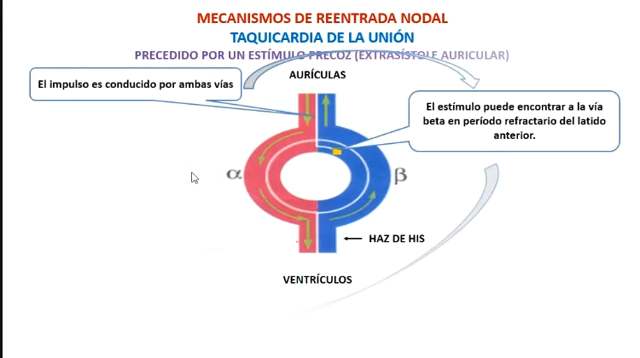 MECANISMOS DE REENTRADA NODAL
TAQUICARDIA DE LA UNIÓN
PRECEDIDO POR UN ESTÍMULO PRECOZ (EXTRASÍSTOLE AURICULAR)
AURÍCULAS
El impulso es conducido por ambas vías
El estímulo puede encontrar a la vía
beta en período refractario del latido
anterior.
α
β
HAZ DE HIS
VENTRÍCULOS